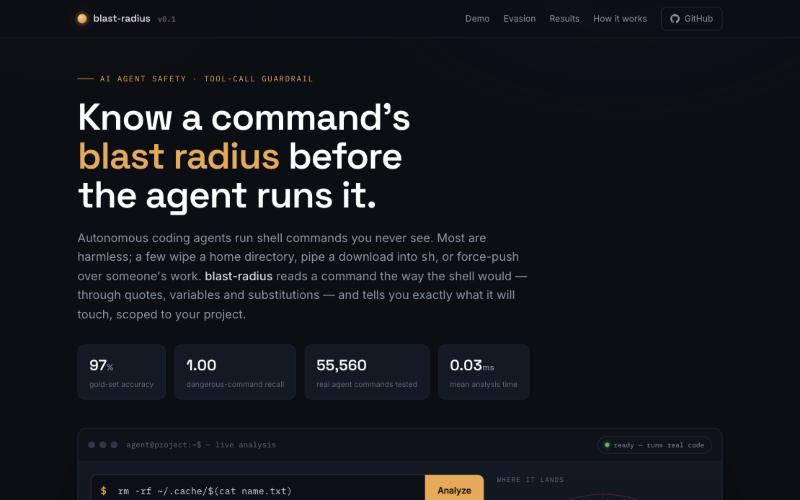 blast-radius v0.1
Demo Evasion Results How it works GitHub
AI AGENT SAFETY · TOOL-CALL GUARDRAIL
Know a command's
blast radius before
the agent runs it.
Autonomous coding agents run shell commands you never see. Most are
harmless; a few wipe a home directory, pipe a download into sh, or force-push
over someone's work. blast-radius reads a command the way the shell would —
through quotes, variables and substitutions — and tells you exactly what it will
touch, scoped to your project.
97% 1.00 55,560 0.03ms
gold-set accuracy dangerous-command recall real agent commands tested mean analysis time
agent@project:~$ — live analysis ready — runs real code
WHERE IT LANDS
$ rm -rf ~/.cache/$(cat name.txt) Analyze